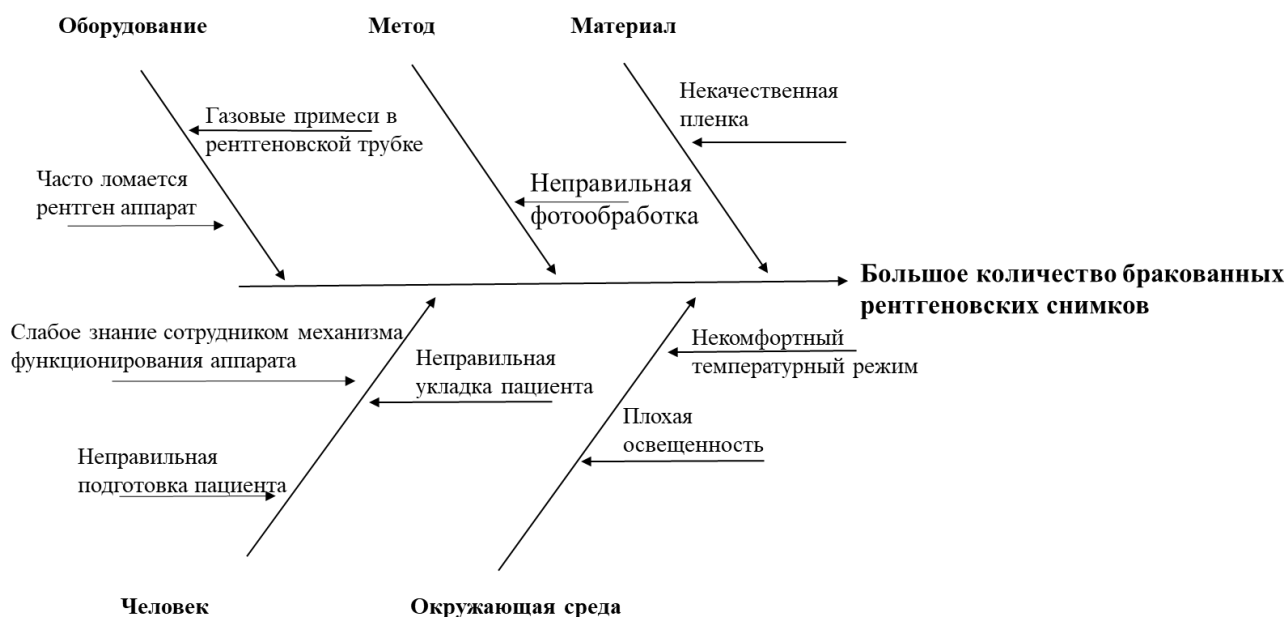 Оборудование
Метод
Материал
Газовые примеси в
рентгеновской трубке
Некачественная
пленка
Часто ломается
рентген аппарат
Неправильная
фотообработка
Большое количество бракованных
рентгеновских снимков
Слабое знание сотрудником механизма
функционирования аппарата
Неправильная
укладка пациента
Некомфортный
температурный режим
Плохая
освещенность
Неправильная
подготовка пациента
Человек
Окружающая среда